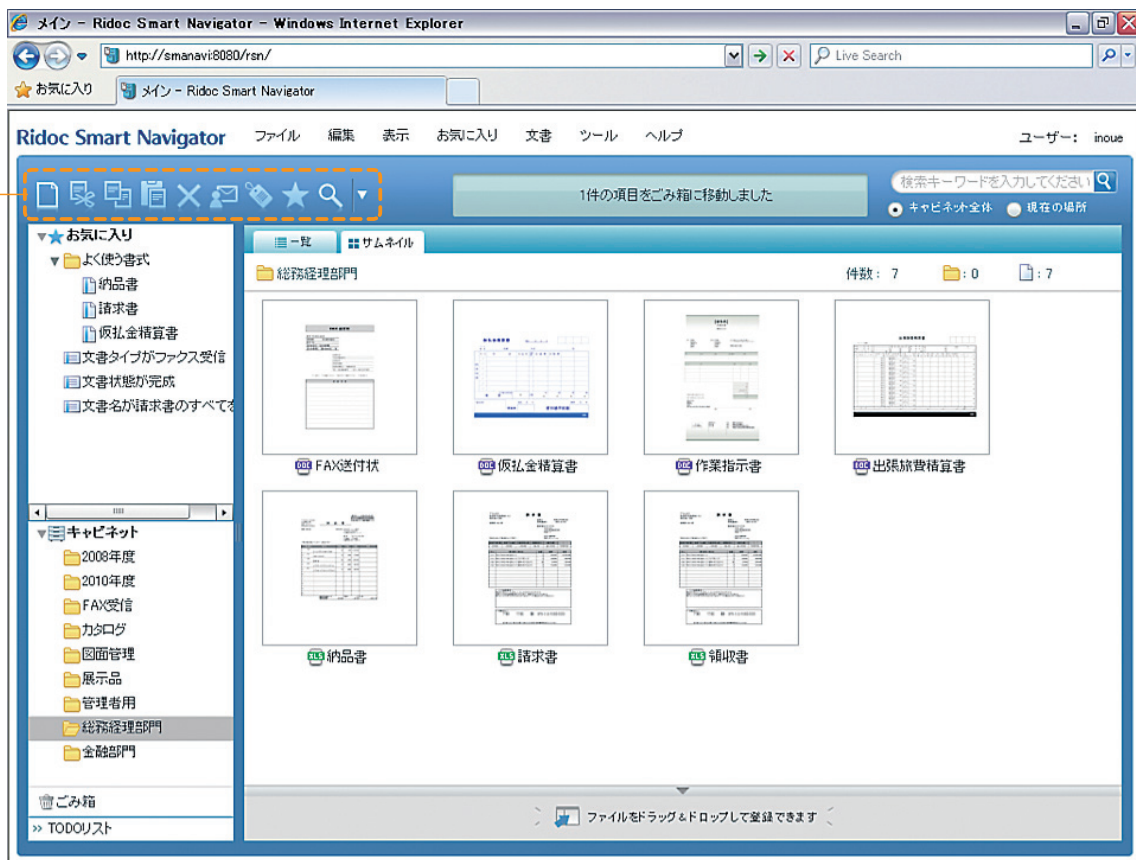 メイン - Ridoc Smart Navigator - Windows Internet Explorer
http://smanavi:8080/rsn/
Live Search
お気に入り
メイン - Ridoc Smart Navigator
Ridoc Smart Navigator ファイル 編集 表示 お気に入り 文書 ツール ヘルプ ユーザー: inoue
1件の項目をごみ箱に移動しました
検索キーワードを入力してください
キャビネット全体 現在の場所
お気に入り
よく使う書式
納品書
請求書
仮払金積算書
文書タイプがファックス受信
文書状態が完成
文書名が請求書のすべてを
キャビネット
2008年度
2010年度
FAX受信
カタログ
図面管理
展示品
管理者用
総務経理部門
金融部門
ごみ箱
» TODOリスト
一覧 サムネイル
総務経理部門 件数: 7 : 0 : 7
DOC FAX送付状
DOC 仮払金積算書
DOC 作業指示書
DOC 出張旅費積算書
XLS 納品書
XLS 請求書
XLS 領収書
ファイルをドラッグ&ドロップして登録できます